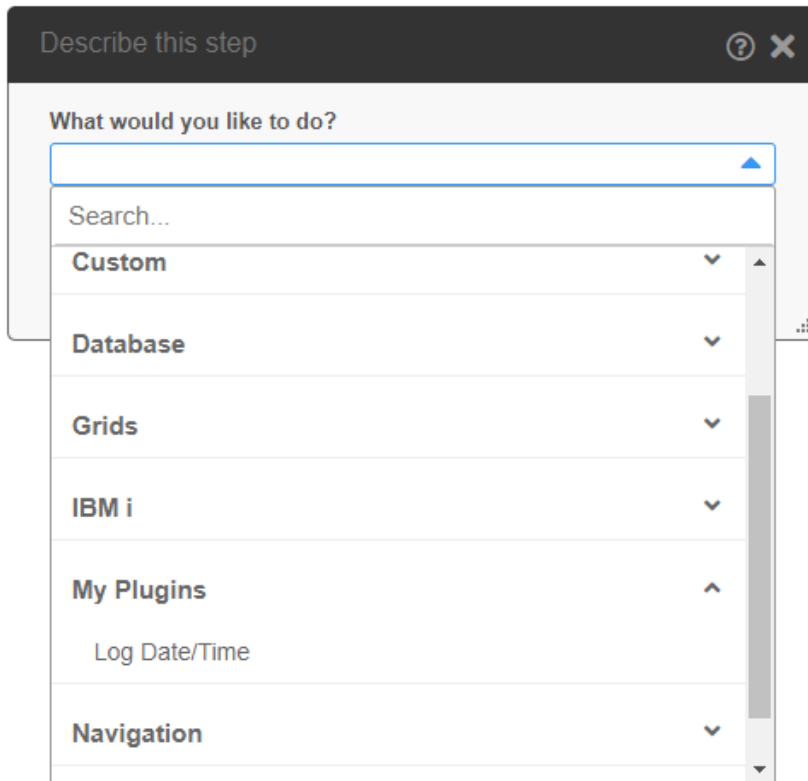 Describe this step
What would you like to do?
Search...
Custom
Database
Grids
IBM i
My Plugins
Log Date/Time
Navigation